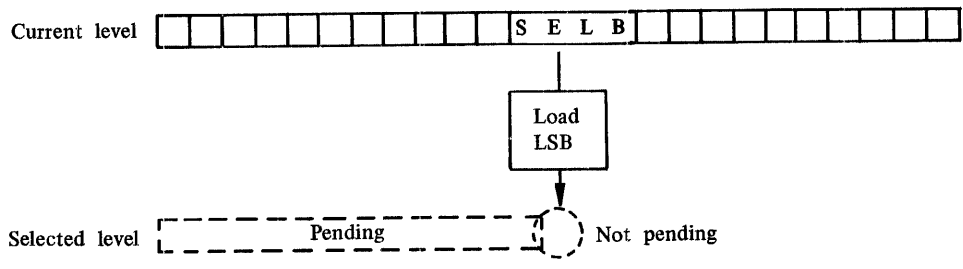 Current level
S E L B
Load
LSB
Selected level
Pending
Not pending